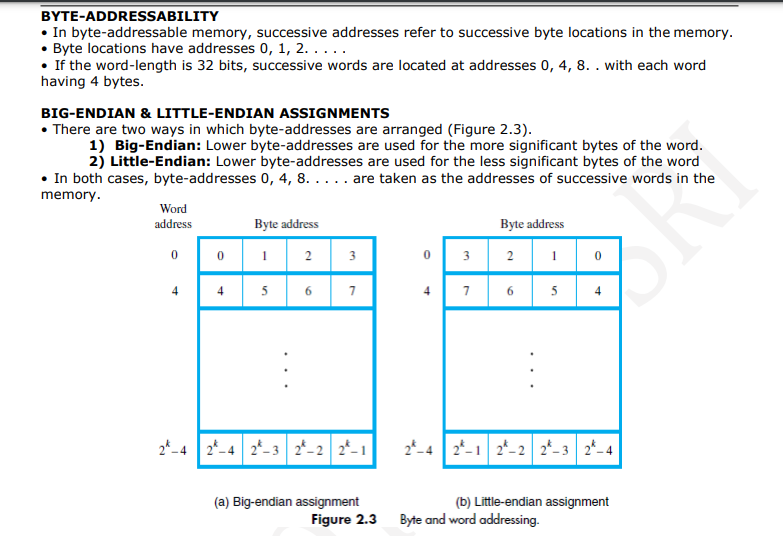 BYTE-ADDRESSABILITY
• In byte-addressable memory, successive addresses refer to successive byte locations in the memory.
• Byte locations have addresses 0, 1, 2. . . . .
• If the word-length is 32 bits, successive words are located at addresses 0, 4, 8. . with each word
having 4 bytes.
BIG-ENDIAN & LITTLE-ENDIAN ASSIGNMENTS
• There are two ways in which byte-addresses are arranged (Figure 2.3).
1) Big-Endian: Lower byte-addresses are used for the more significant bytes of the word.
2) Little-Endian: Lower byte-addresses are used for the less significant bytes of the word
• In both cases, byte-addresses 0, 4, 8. . . . . are taken as the addresses of successive words in the
memory.
Word
address
Byte address
0 0 1 2 3
4 4 5 6 7
2^k – 4 2^k – 4 2^k – 3 2^k – 2 2^k – 1
(a) Big-endian assignment
Byte address
0 3 2 1 0
4 7 6 5 4
2^k – 4 2^k – 1 2^k – 2 2^k – 3 2^k – 4
(b) Little-endian assignment
Figure 2.3 Byte and word addressing.